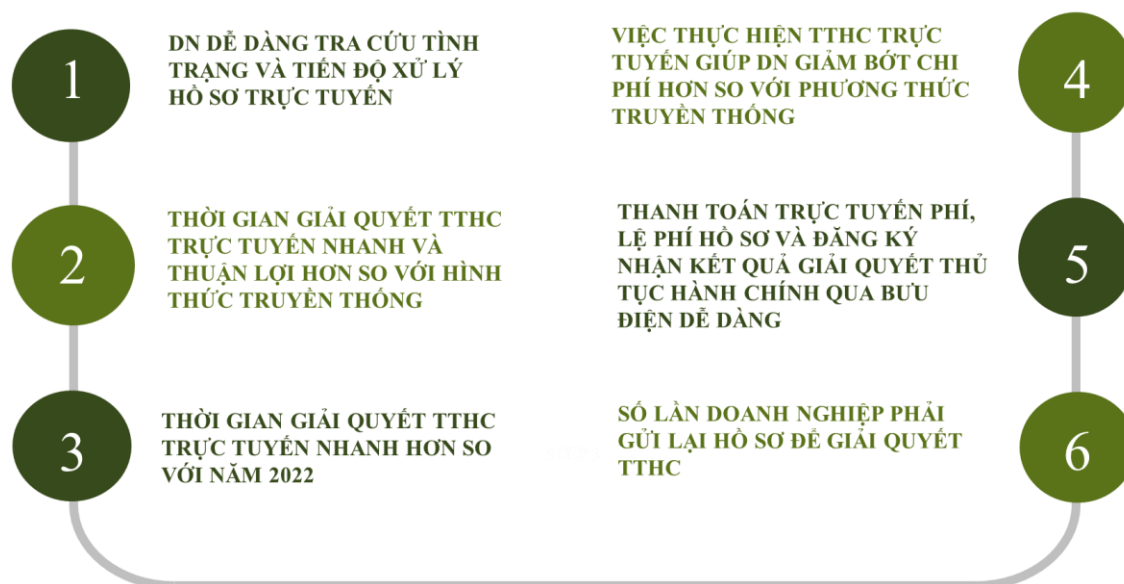 1
DN DỄ DÀNG TRA CỨU TÌNH
TRẠNG VÀ TIẾN ĐỘ XỬ LÝ
HỒ SƠ TRỰC TUYẾN
2
THỜI GIAN GIẢI QUYẾT TTHC
TRỰC TUYẾN NHANH VÀ
THUẬN LỢI HƠN SO VỚI HÌNH
THỨC TRUYỀN THỐNG
3
THỜI GIAN GIẢI QUYẾT TTHC
TRỰC TUYẾN NHANH HƠN SO
VỚI NĂM 2022
VIỆC THỰC HIỆN TTHC TRỰC
TUYẾN GIÚP DN GIẢM BỚT CHI
PHÍ HƠN SO VỚI PHƯƠNG THỨC
TRUYỀN THỐNG
4
THANH TOÁN TRỰC TUYẾN PHÍ,
LỆ PHÍ HỒ SƠ VÀ ĐĂNG KÝ
NHẬN KẾT QUẢ GIẢI QUYẾT THỦ
TỤC HÀNH CHÍNH QUA BƯU
ĐIỆN DỄ DÀNG
5
SỐ LẦN DOANH NGHIỆP PHẢI
GỬI LẠI HỒ SƠ ĐỂ GIẢI QUYẾT
TTHC
6